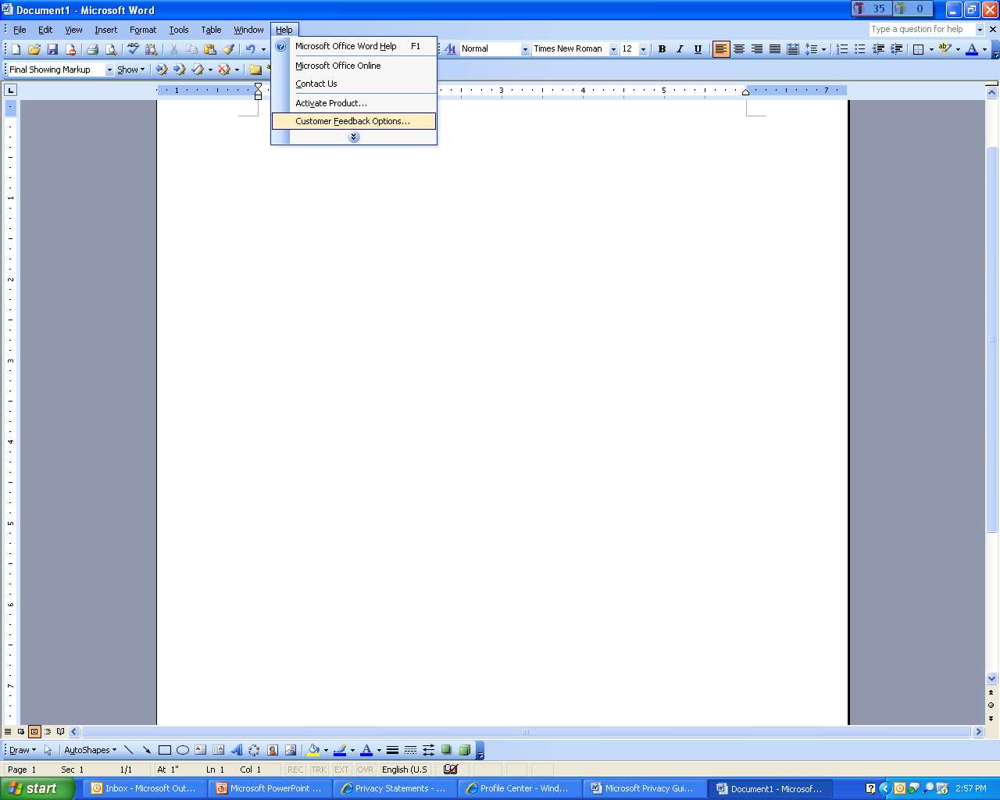 Document1 - Microsoft Word
35
0
File Edit View Insert Format Tools Table Window Help
Type a question for help
Normal
Times New Roman
12
B I U
Final Showing Markup
Show
Microsoft Office Word Help F1
Microsoft Office Online
Contact Us
Activate Product...
Customer Feedback Options...
1 3 4 5 7
1
2
3
4
5
6
7
Draw AutoShapes
Page 1 Sec 1 1/1 At 1" Ln 1 Col 1 REC TRK EXT OVR English (U.S
start
Inbox - Microsoft Out...
Microsoft PowerPoint ...
Privacy Statements - ...
Profile Center - Wind...
Microsoft Privacy Gui...
Document1 - Microsof...
2:57 PM